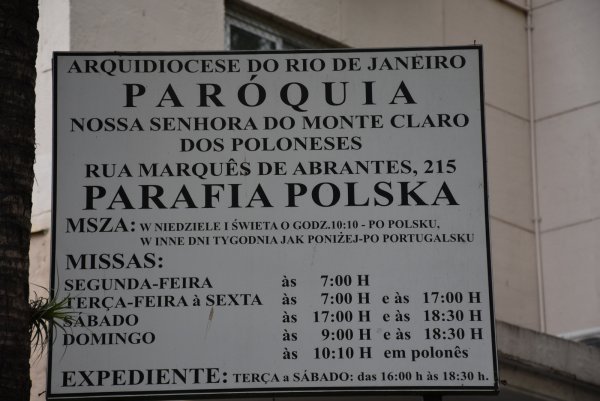 ARQUIDIOCESE DO RIO DE JANEIRO
PARÓQUIA
NOSSA SENHORA DO MONTE CLARO
DOS POLONESES
RUA MARQUÊS DE ABRANTES, 215
PARAFIA POLSKA
MSZA: W NIEDZIELE I ŚWIETA O GODZ.10:10 - PO POLSKU,
W INNE DNI TYGODNIA JAK PONIŻEJ-PO PORTUGALSKU
MISSAS:
SEGUNDA-FEIRA às 7:00 H
TERÇA-FEIRA à SEXTA às 7:00 H e às 17:00 H
SÁBADO às 17:00 H e às 18:30 H
DOMINGO às 9:00 H e às 18:30 H
às 10:10 H em polonês
EXPEDIENTE: TERÇA a SÁBADO: das 16:00 h às 18:30 h.